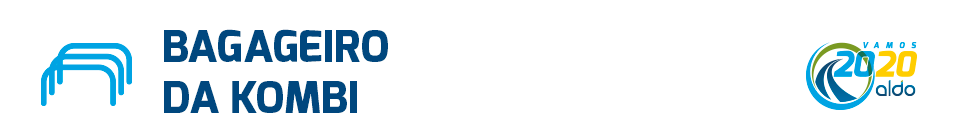 BAGAGEIRO
DA KOMBI
VAMOS
2020
aldo